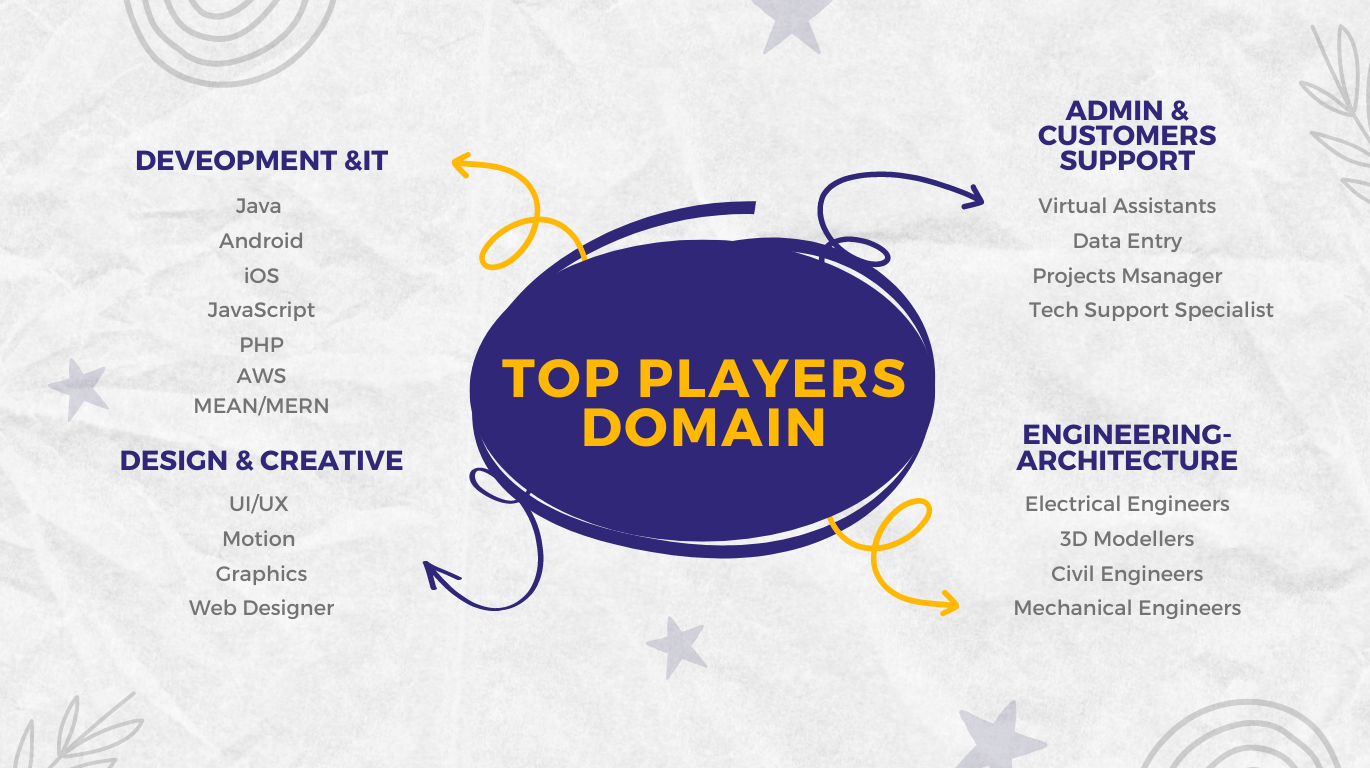 DEVEOPMENT &IT
Java
Android
iOS
JavaScript
PHP
AWS
MEAN/MERN
DESIGN & CREATIVE
UI/UX
Motion
Graphics
Web Designer
TOP PLAYERS
DOMAIN
ADMIN &
CUSTOMERS
SUPPORT
Virtual Assistants
Data Entry
Projects Msanager
Tech Support Specialist
ENGINEERING-
ARCHITECTURE
Electrical Engineers
3D Modellers
Civil Engineers
Mechanical Engineers